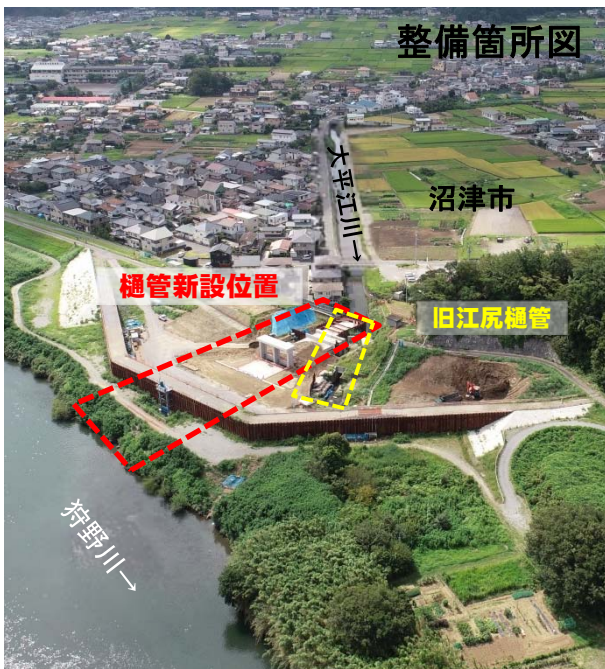 整備箇所図
大平江川→
沼津市
樋管新設位置
旧江尻樋管
狩野川→